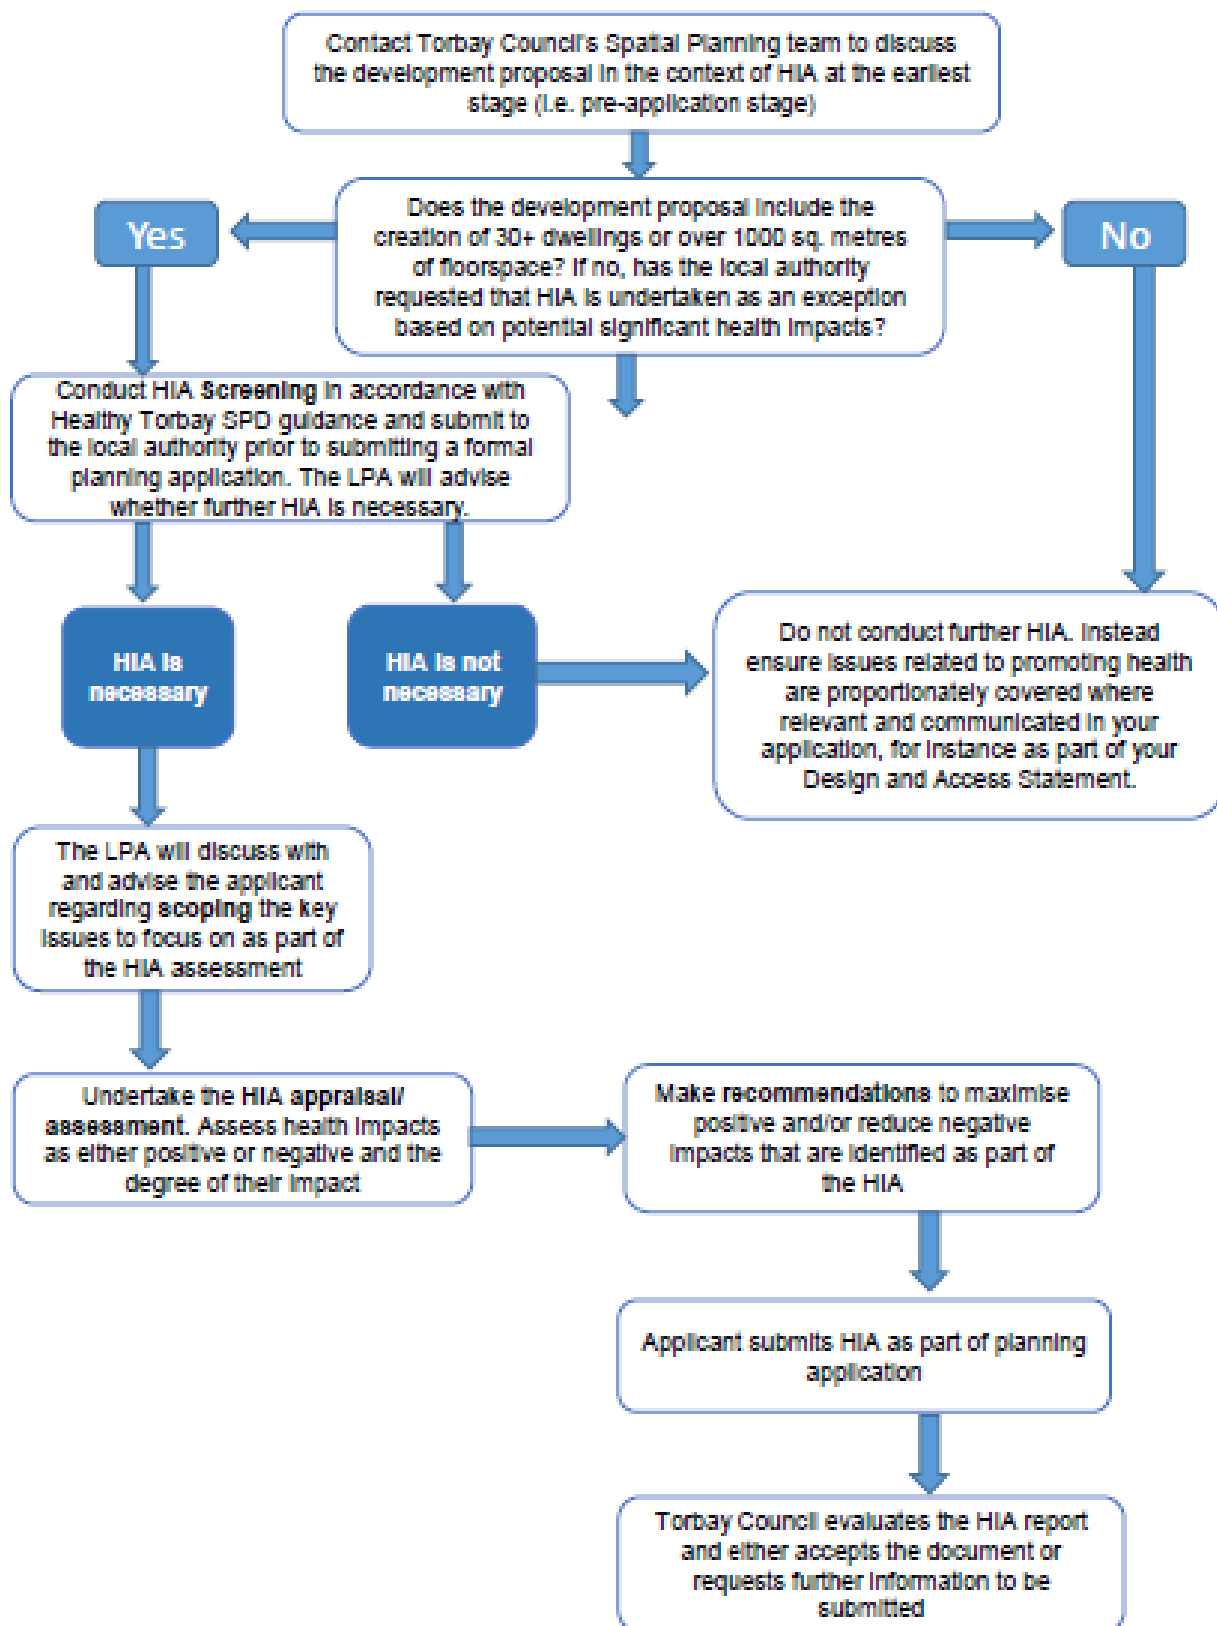 Contact Torbay Council's Spatial Planning team to discuss
the development proposal in the context of HIA at the earliest
stage (i.e. pre-application stage)
Yes
Does the development proposal include the
creation of 30+ dwellings or over 1000 sq. metres
of floorspace? If no, has the local authority
requested that HIA is undertaken as an exception
based on potential significant health impacts?
No
Conduct HIA Screening in accordance with
Healthy Torbay SPD guidance and submit to
the local authority prior to submitting a formal
planning application. The LPA will advise
whether further HIA is necessary.
HIA is
necessary
HIA is not
necessary
Do not conduct further HIA. Instead
ensure issues related to promoting health
are proportionately covered where
relevant and communicated in your
application, for instance as part of your
Design and Access Statement.
The LPA will discuss with
and advise the applicant
regarding scoping the key
issues to focus on as part of
the HIA assessment
Undertake the HIA appraisal/
assessment. Assess health impacts
as either positive or negative and the
degree of their impact
Make recommendations to maximise
positive and/or reduce negative
impacts that are identified as part of
the HIA
Applicant submits HIA as part of planning
application
Torbay Council evaluates the HIA report
and either accepts the document or
requests further information to be
submitted